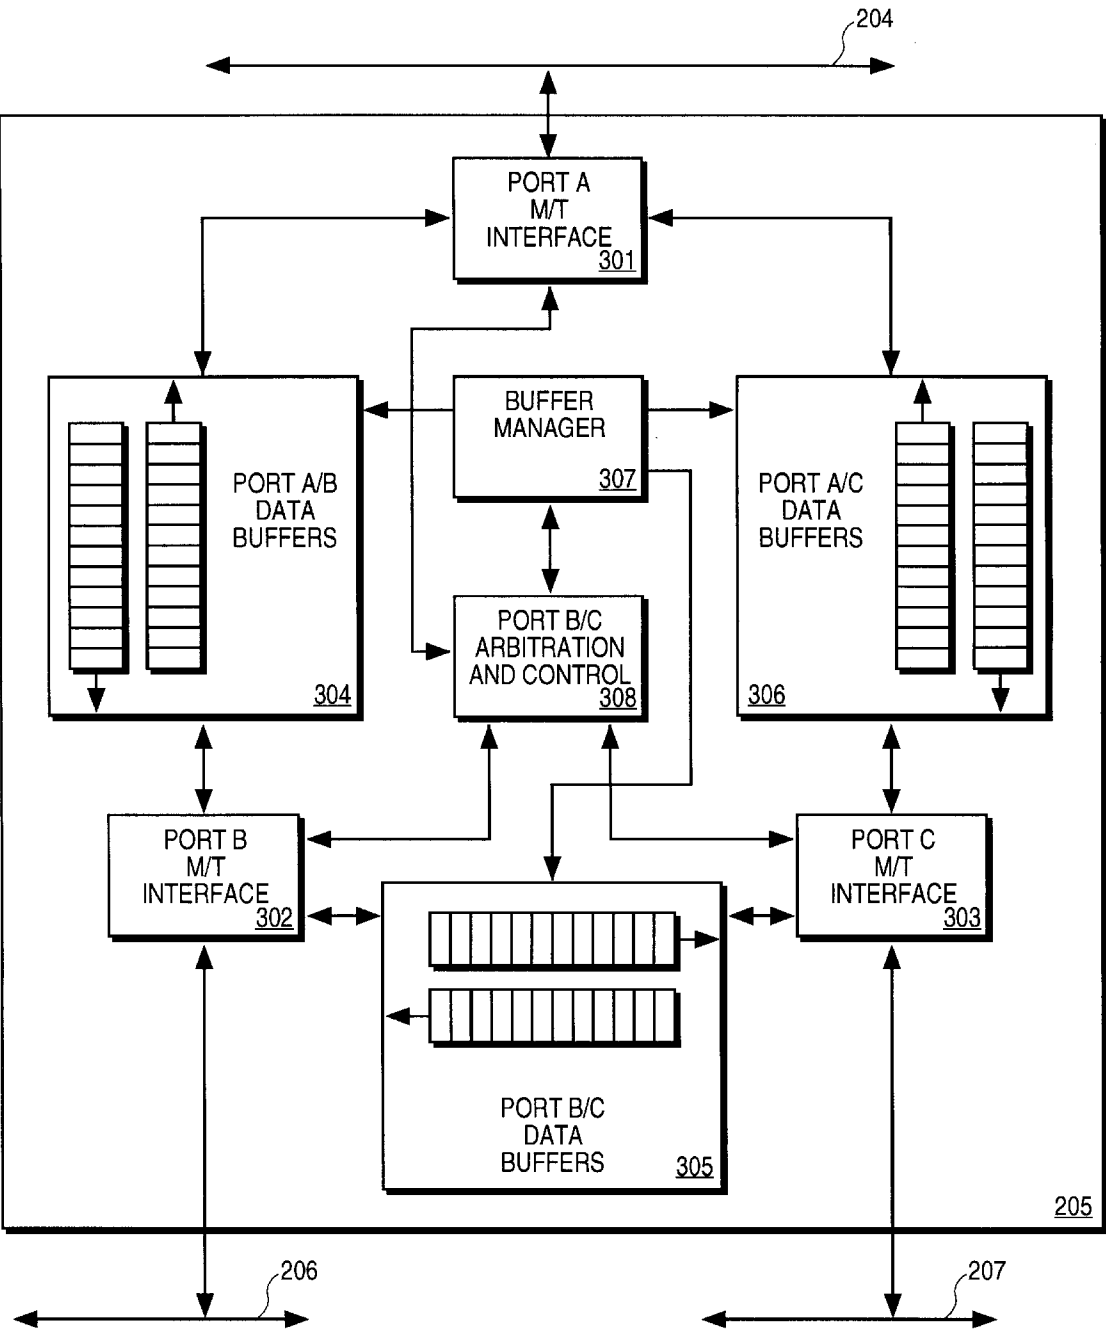 204
PORT A
M/T
INTERFACE
301
BUFFER
MANAGER
307
PORT A/B
DATA
BUFFERS
304
PORT A/C
DATA
BUFFERS
306
PORT B/C
ARBITRATION
AND CONTROL
308
PORT B
M/T
INTERFACE
302
PORT C
M/T
INTERFACE
303
PORT B/C
DATA
BUFFERS
305
205
206
207